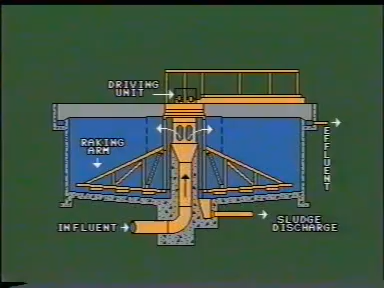 DRIVING
UNIT
RAKING
ARM
EFFLUENT
INFLUENT
SLUDGE
DISCHARGE